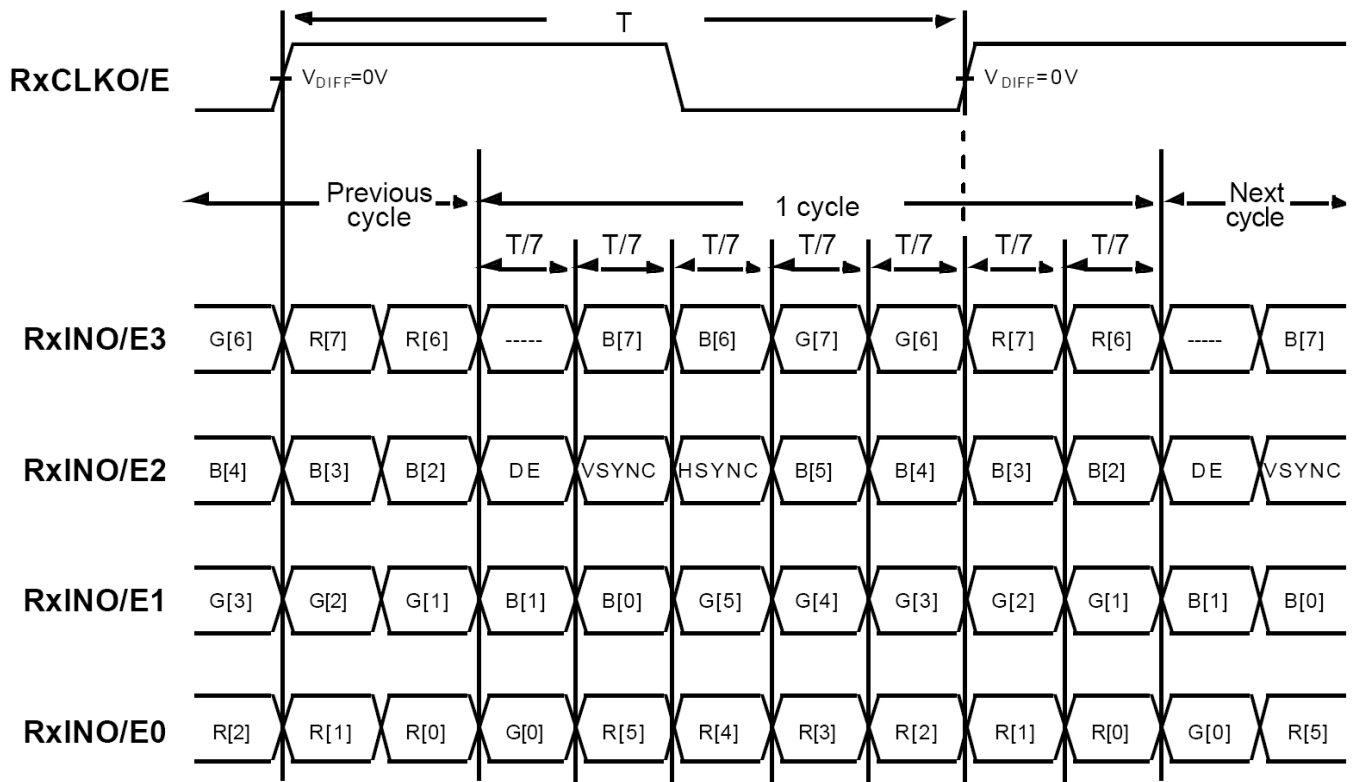 T
RxCLKO/E
VDIFF=0V
VDIFF=0V
Previous cycle
1 cycle
Next cycle
T/7 T/7 T/7 T/7 T/7 T/7 T/7
RxINO/E3 G[6] R[7] R[6] ----- B[7] B[6] G[7] G[6] R[7] R[6] ----- B[7]
RxINO/E2 B[4] B[3] B[2] DE VSYNC HSYNC B[5] B[4] B[3] B[2] DE VSYNC
RxINO/E1 G[3] G[2] G[1] B[1] B[0] G[5] G[4] G[3] G[2] G[1] B[1] B[0]
RxINO/E0 R[2] R[1] R[0] G[0] R[5] R[4] R[3] R[2] R[1] R[0] G[0] R[5]